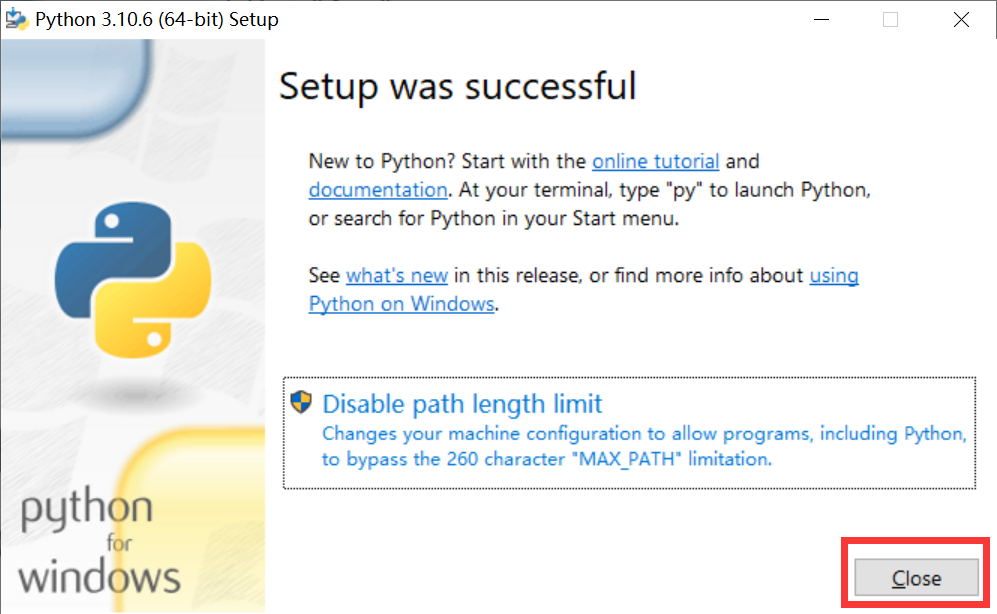 Python 3.10.6 (64-bit) Setup
Setup was successful
New to Python? Start with the online tutorial and
documentation. At your terminal, type "py" to launch Python,
or search for Python in your Start menu.
See what's new in this release, or find more info about using
Python on Windows.
Disable path length limit
Changes your machine configuration to allow programs, including Python,
to bypass the 260 character "MAX_PATH" limitation.
python
for
windows
Close